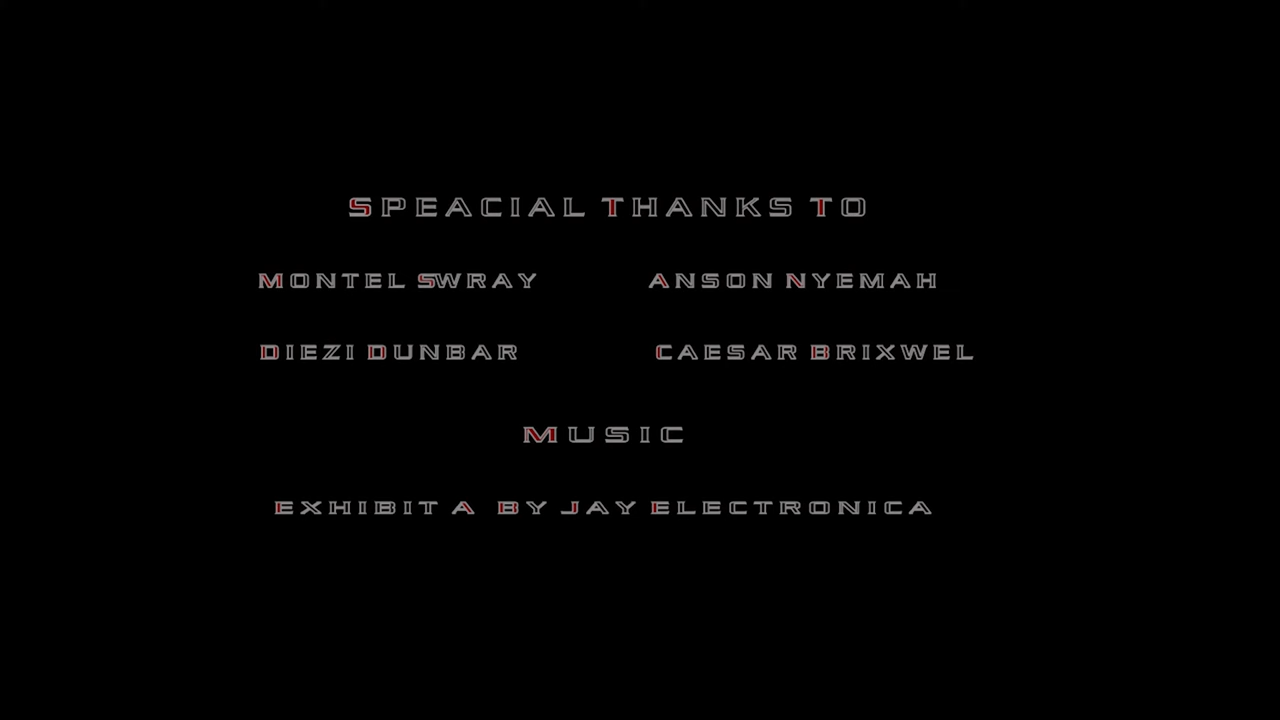 SPEACIAL THANKS TO
MONTEL SWRAY ANSON NYEMAH
DIEZI DUNBAR CAESAR BRIXWEL
MUSIC
EXHIBIT A BY JAY ELECTRONICA